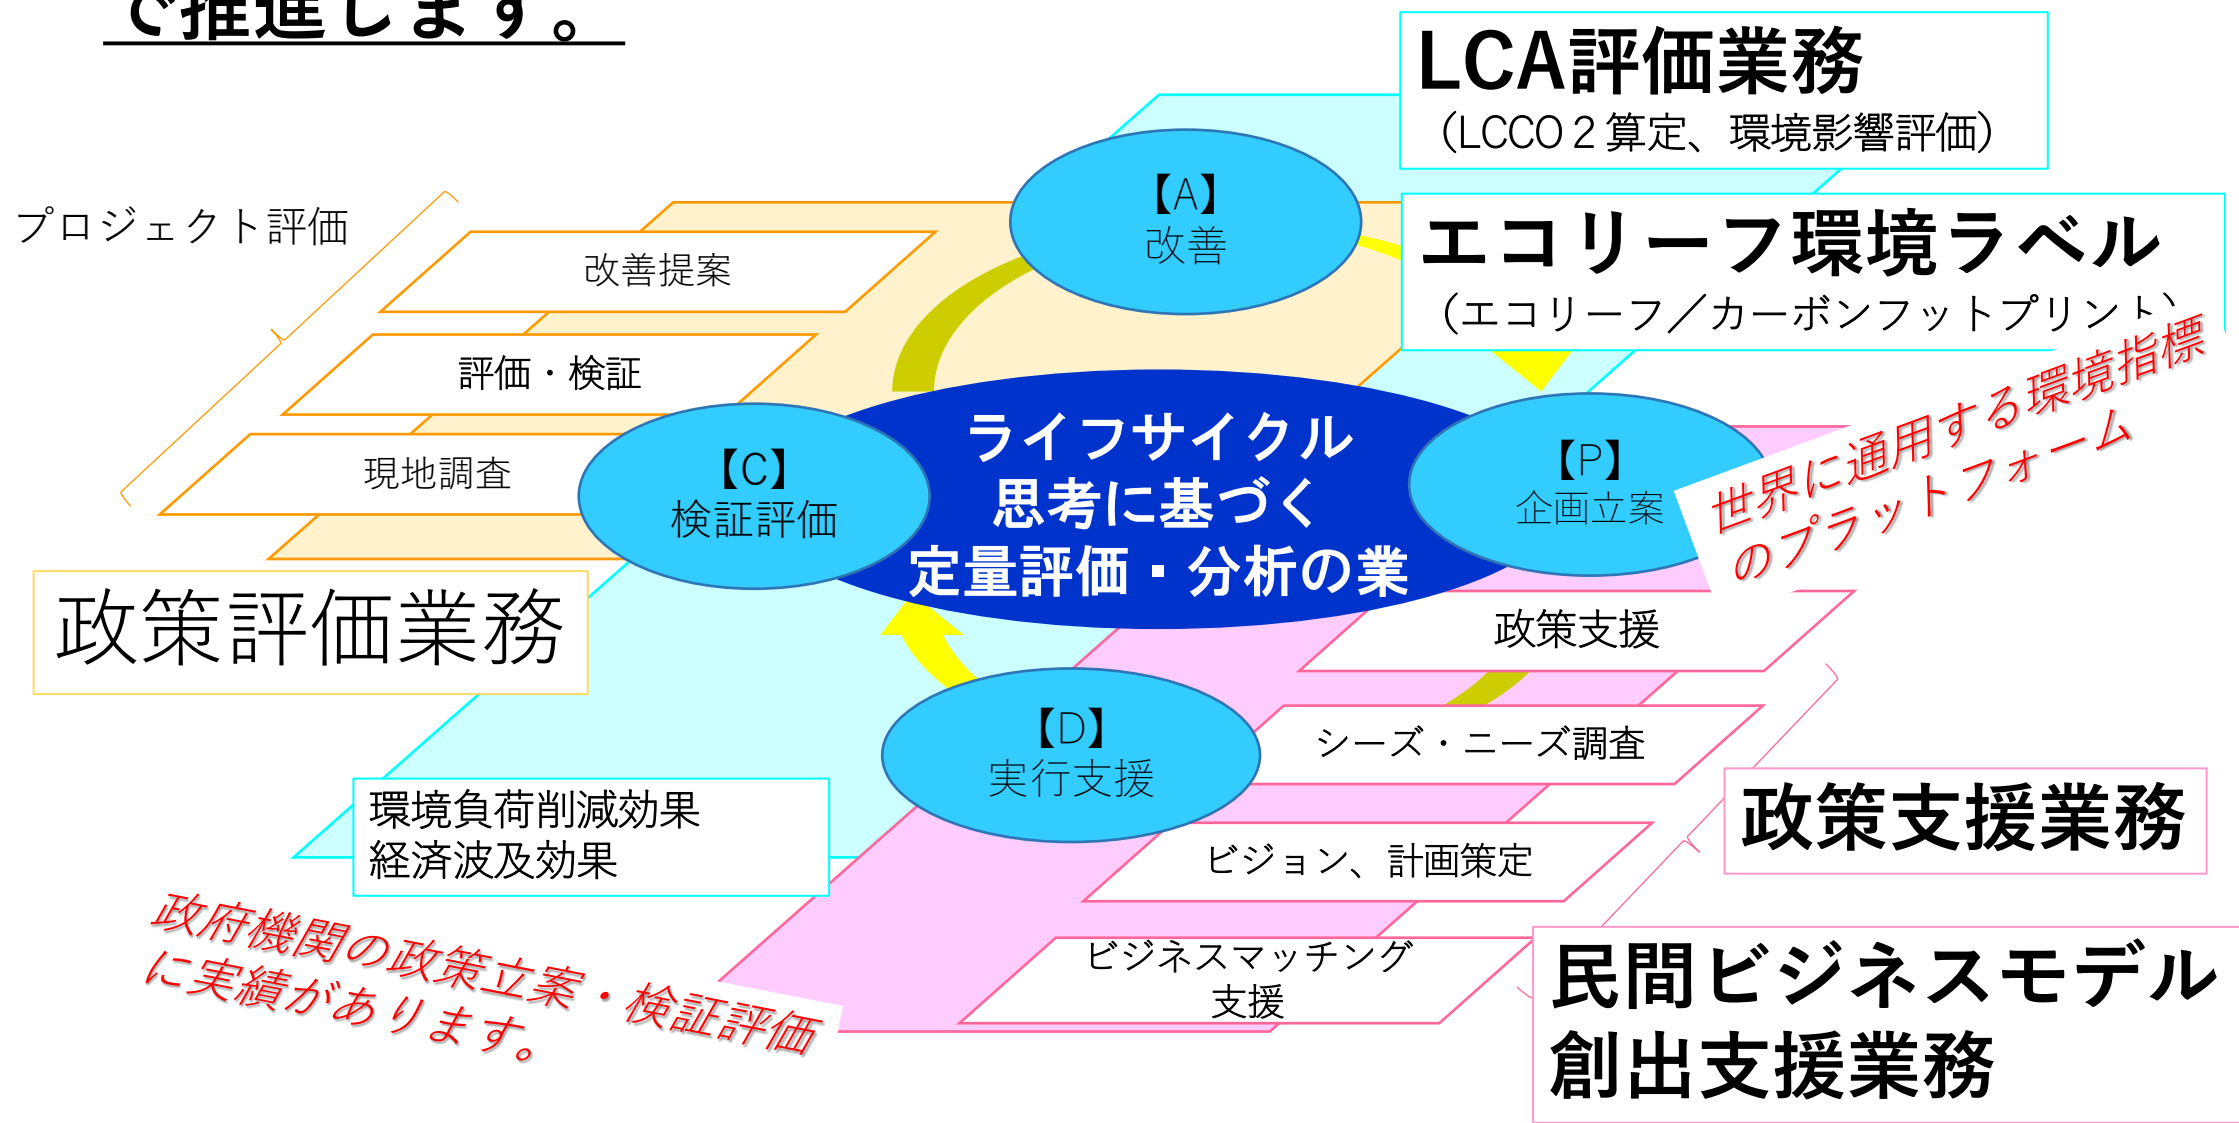 で推進します。
LCA評価業務
（LCCO２算定、環境影響評価）
エコリーフ環境ラベル
（エコリーフ／カーボンフットプリント）
世界に通用する環境指標
のプラットフォーム
プロジェクト評価
改善提案
評価・検証
現地調査
政策評価業務
【A】
改善
【C】
検証評価
ライフサイクル
思考に基づく
定量評価・分析の業
【P】
企画立案
【D】
実行支援
政策支援
シーズ・ニーズ調査
ビジョン、計画策定
ビジネスマッチング
支援
環境負荷削減効果
経済波及効果
政府機関の政策立案・検証評価
に実績があります。
政策支援業務
民間ビジネスモデル
創出支援業務